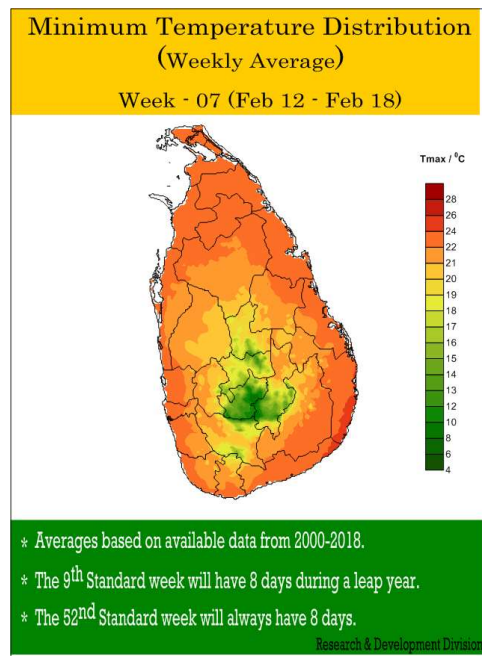 Minimum Temperature Distribution
(Weekly Average)
Week - 07 (Feb 12 - Feb 18)
Tmax / ⁰C
28
26
24
22
21
20
19
18
17
16
15
14
13
12
10
8
6
4
* Averages based on available data from 2000-2018.
* The 9th Standard week will have 8 days during a leap year.
* The 52nd Standard week will always have 8 days.
Research & Development Division